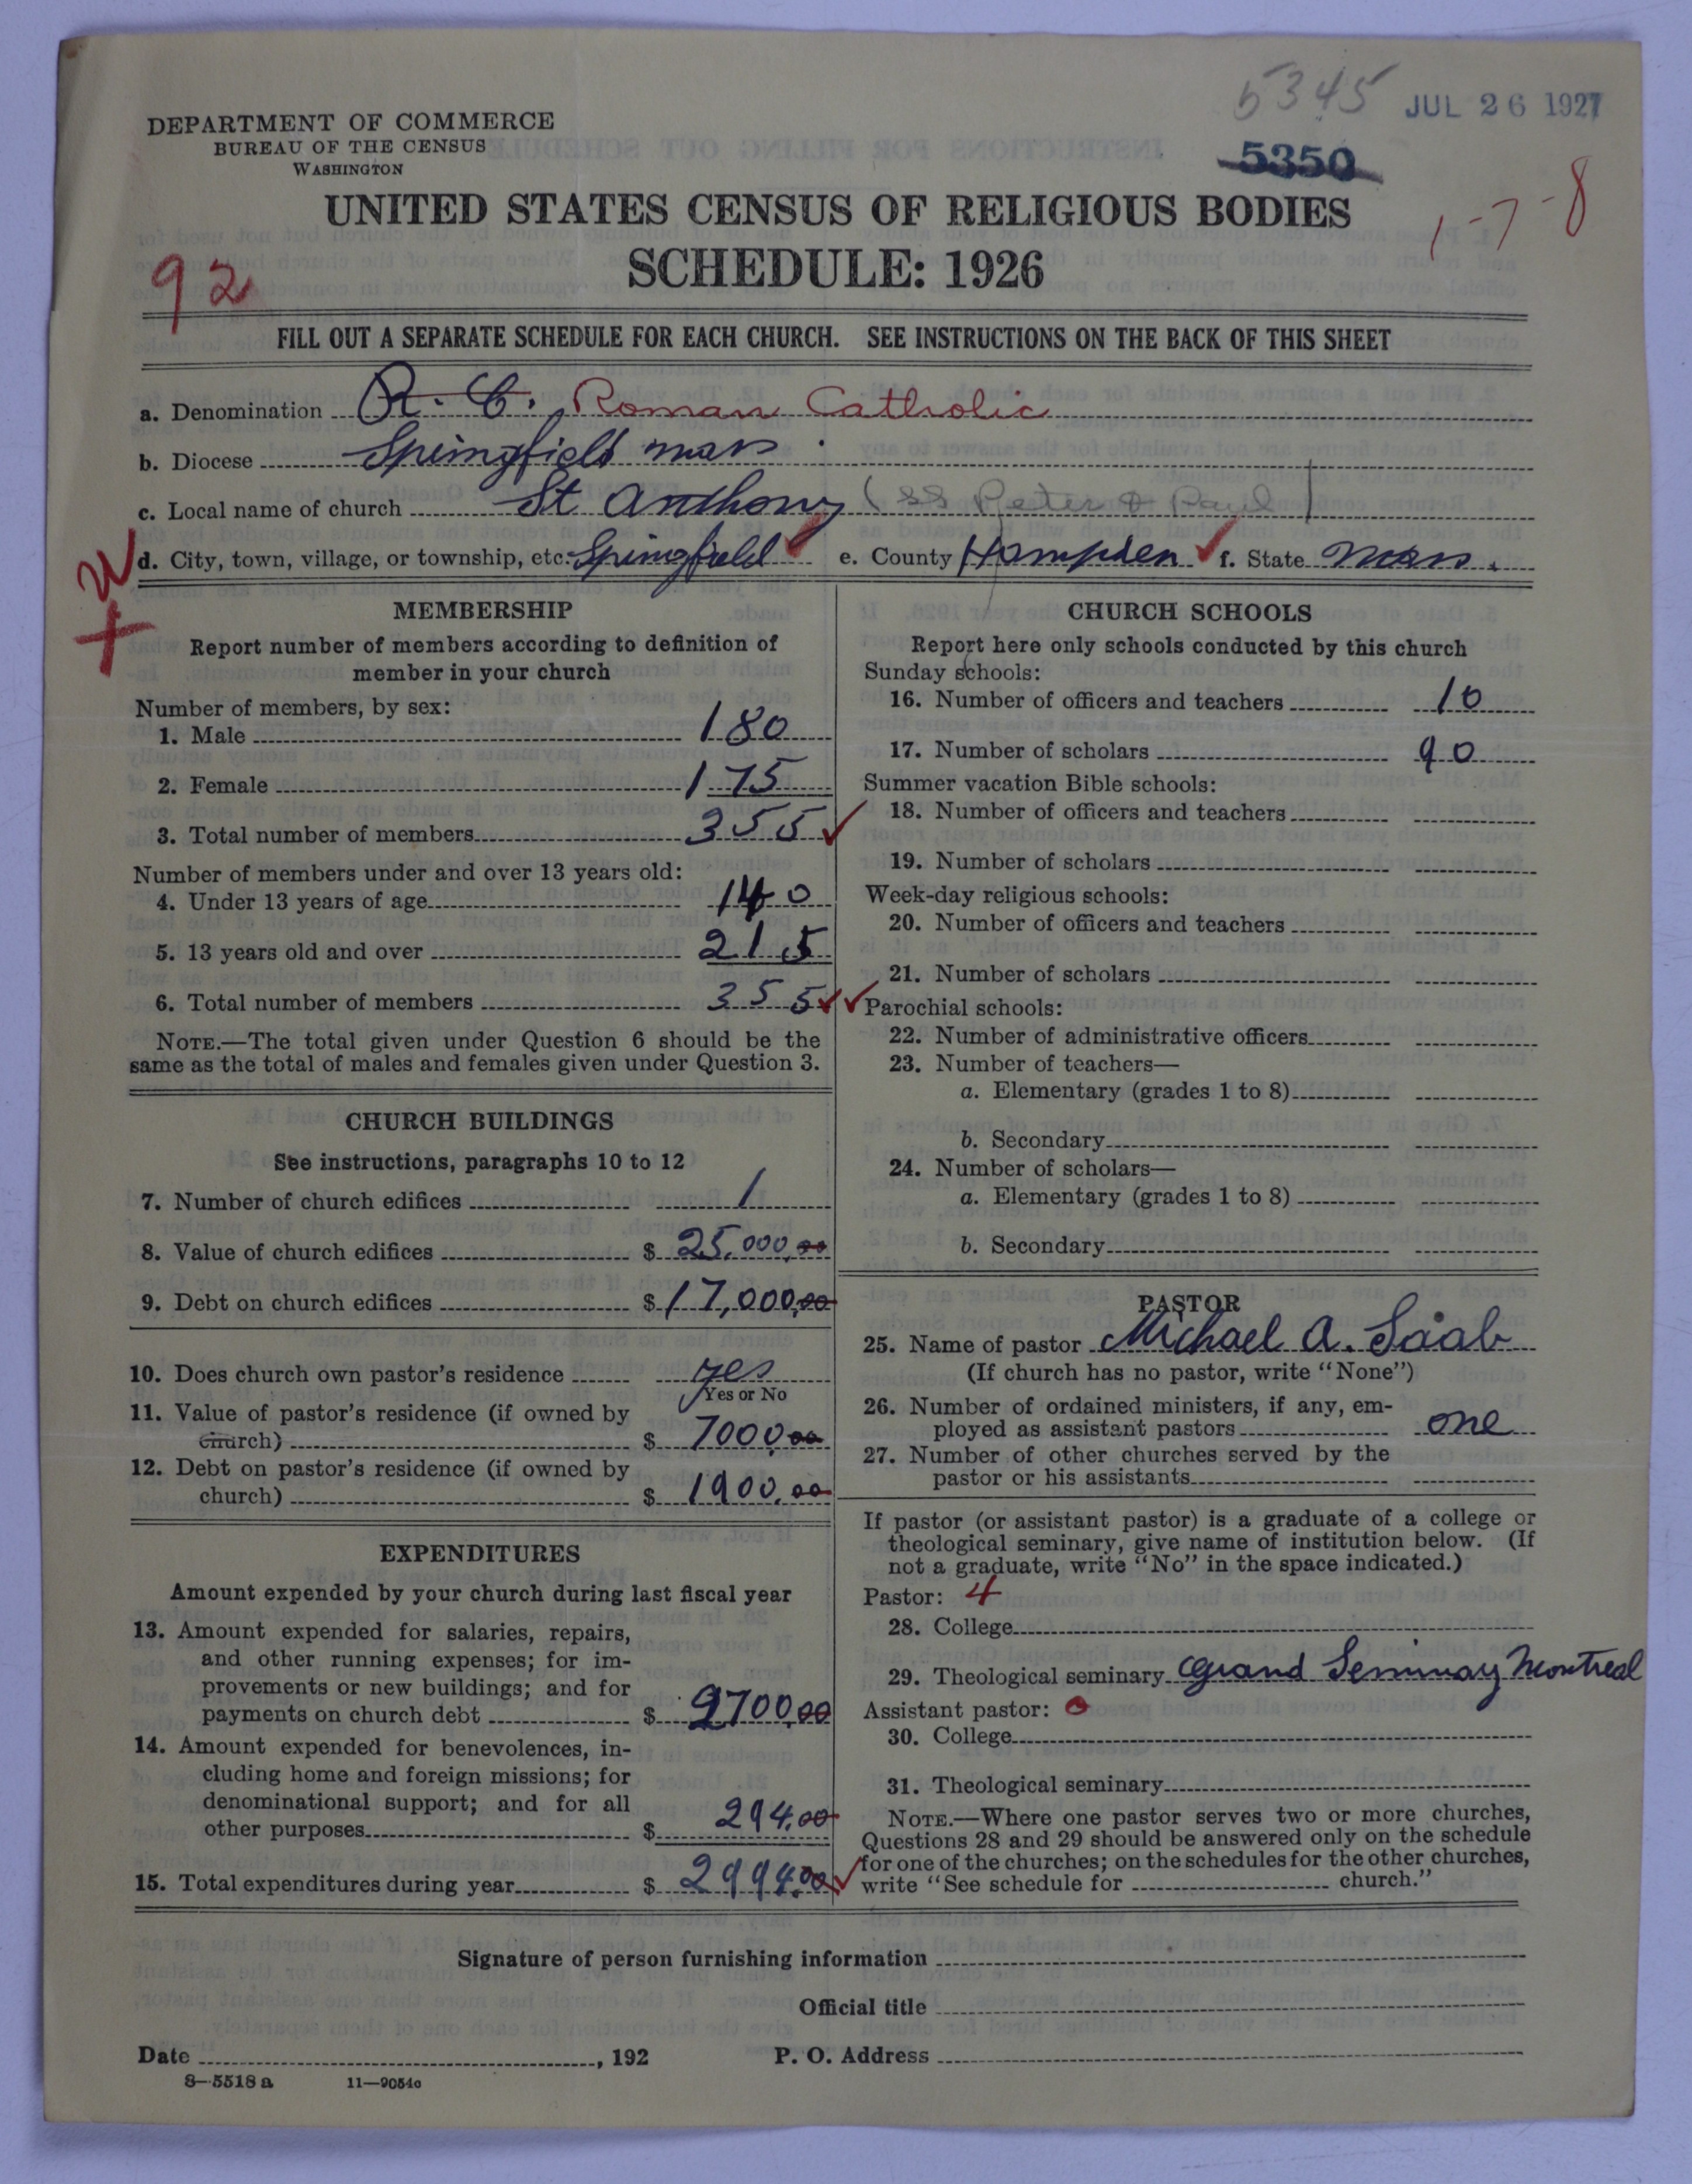 5345 JUL 26 1927
DEPARTMENT OF COMMERCE
BUREAU OF THE CENSUS
WASHINGTON
5350
UNITED STATES CENSUS OF RELIGIOUS BODIES
1-7-8
SCHEDULE: 1926
92
FILL OUT A SEPARATE SCHEDULE FOR EACH CHURCH. SEE INSTRUCTIONS ON THE BACK OF THIS SHEET
a. Denomination R. C. Roman Catholic
b. Diocese Springfield Mass
c. Local name of church St Anthony (SS Peter & Paul)
d. City, town, village, or township, etc. Springfield e. County Hampden f. State Mass.
MEMBERSHIP
Report number of members according to definition of
member in your church
Number of members, by sex:
1. Male 180
2. Female 175
3. Total number of members 355
Number of members under and over 13 years old:
4. Under 13 years of age 140
5. 13 years old and over 215
6. Total number of members 355
NOTE.—The total given under Question 6 should be the
same as the total of males and females given under Question 3.
CHURCH BUILDINGS
See instructions, paragraphs 10 to 12
7. Number of church edifices 1
8. Value of church edifices $ 25,000,00
9. Debt on church edifices $ 17,000,00
10. Does church own pastor's residence yes
Yes or No
11. Value of pastor's residence (if owned by
church) $ 7000,00
12. Debt on pastor's residence (if owned by
church) $ 1900.00
EXPENDITURES
Amount expended by your church during last fiscal year
13. Amount expended for salaries, repairs,
and other running expenses; for im-
provements or new buildings; and for
payments on church debt $ 2700,00
14. Amount expended for benevolences, in-
cluding home and foreign missions; for
denominational support; and for all
other purposes $ 294.00
15. Total expenditures during year $ 2994.00
CHURCH SCHOOLS
Report here only schools conducted by this church
Sunday schools:
16. Number of officers and teachers 10
17. Number of scholars 90
Summer vacation Bible schools:
18. Number of officers and teachers
19. Number of scholars
Week-day religious schools:
20. Number of officers and teachers
21. Number of scholars
Parochial schools:
22. Number of administrative officers
23. Number of teachers—
a. Elementary (grades 1 to 8)
b. Secondary
24. Number of scholars—
a. Elementary (grades 1 to 8)
b. Secondary
PASTOR
25. Name of pastor Michael A. Saab
(If church has no pastor, write "None")
26. Number of ordained ministers, if any, em-
ployed as assistant pastors one
27. Number of other churches served by the
pastor or his assistants
If pastor (or assistant pastor) is a graduate of a college or
theological seminary, give name of institution below. (If
not a graduate, write "No" in the space indicated.)
Pastor: 4
28. College
29. Theological seminary Grand Seminay Montreal
Assistant pastor: 0
30. College
31. Theological seminary
NOTE.—Where one pastor serves two or more churches,
Questions 28 and 29 should be answered only on the schedule
for one of the churches; on the schedules for the other churches,
write "See schedule for church."
Signature of person furnishing information
Official title
Date , 192 P. O. Address
8—5518 a 11—9054c